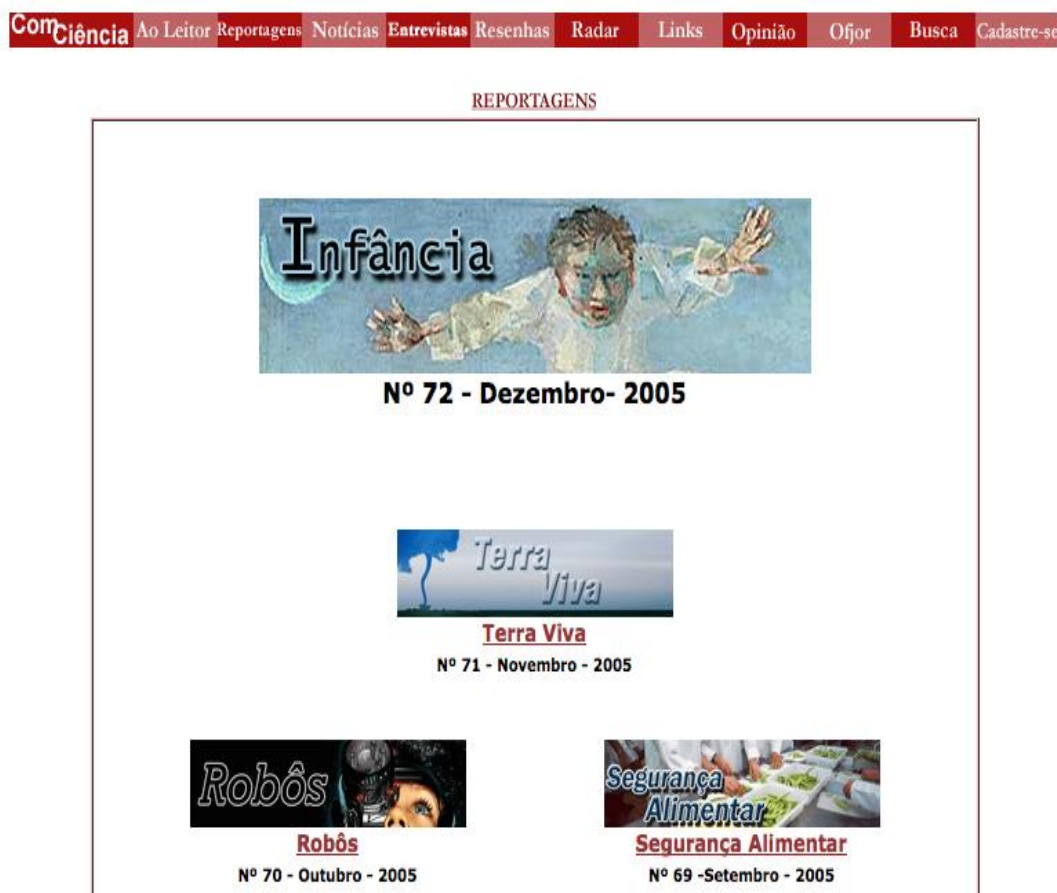 ComCiência Ao Leitor Reportagens Notícias Entrevistas Resenhas Radar Links Opinião Ofjor Busca Cadastre-se
REPORTAGENS
Infância
Nº 72 - Dezembro- 2005
Terra
Viva
Terra Viva
Nº 71 - Novembro - 2005
Robôs
Robôs
Nº 70 - Outubro - 2005
Segurança
Alimentar
Segurança Alimentar
Nº 69 -Setembro - 2005